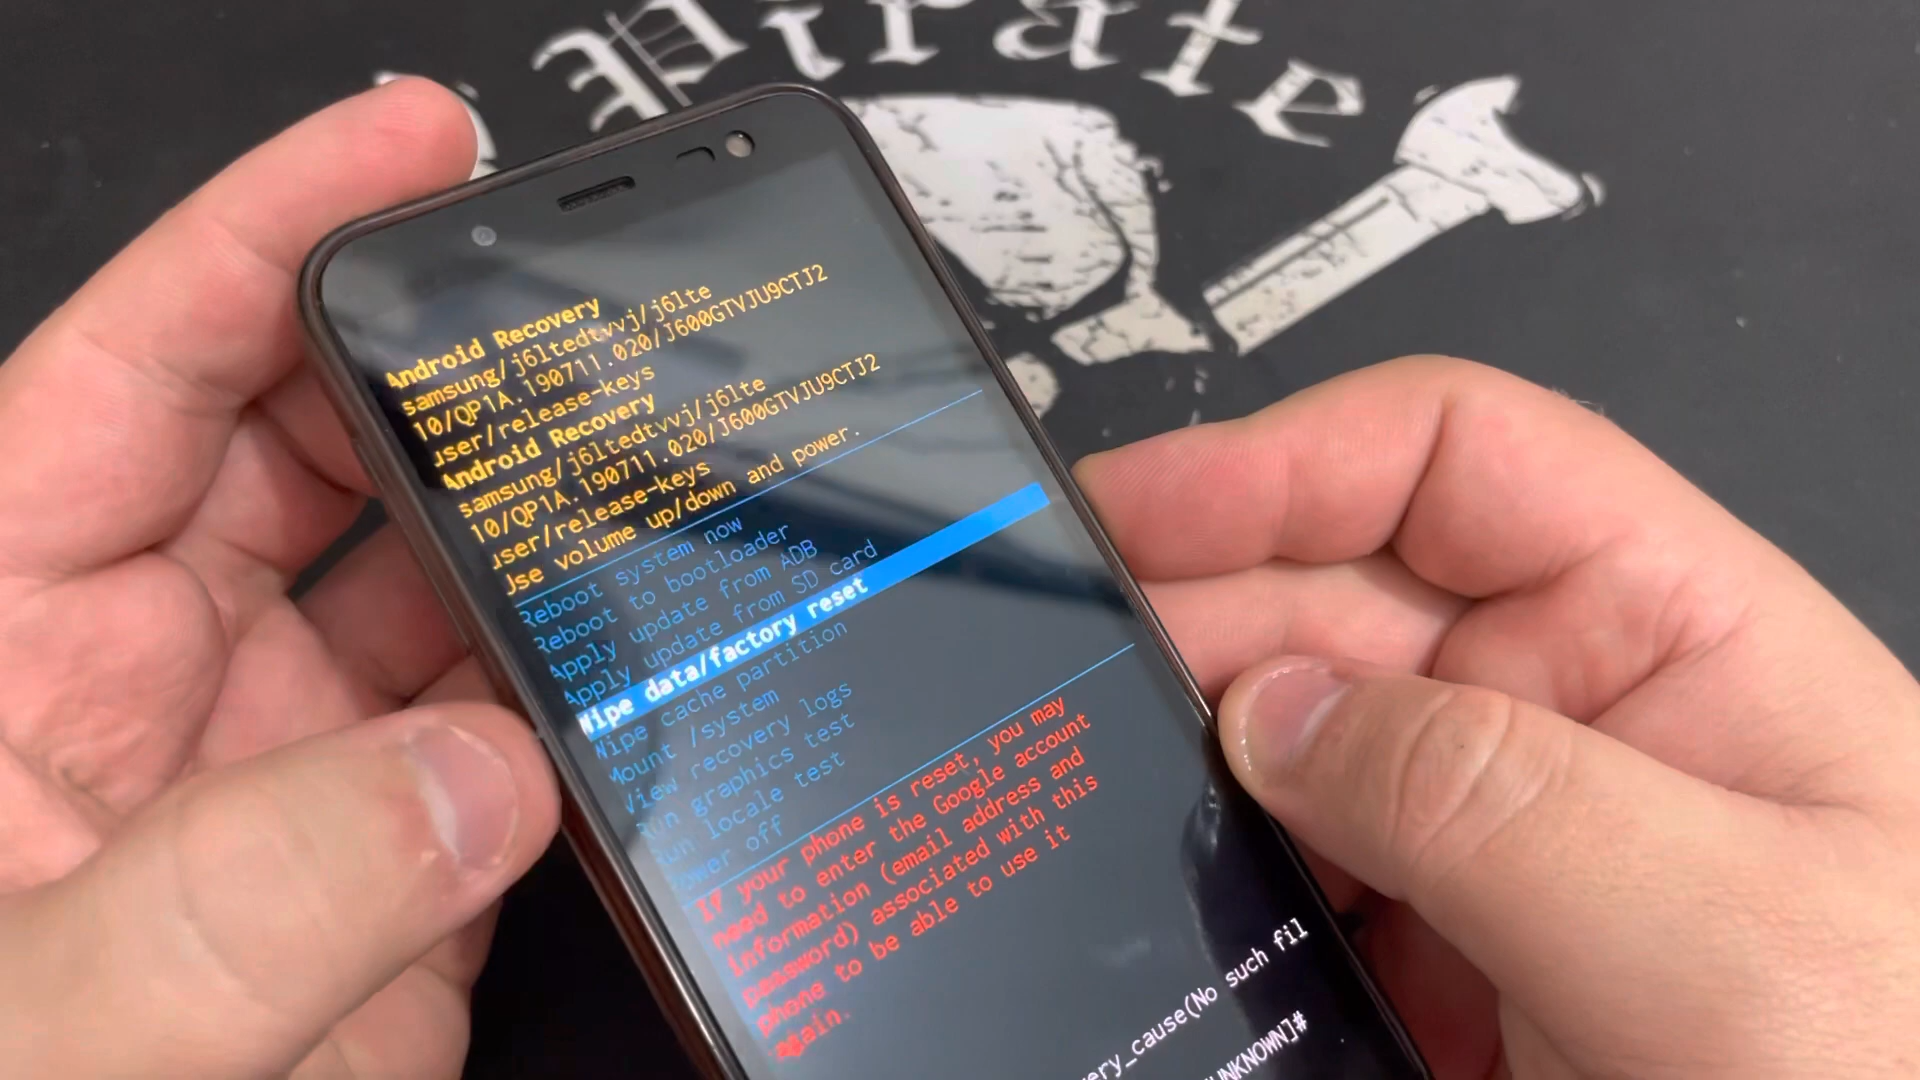 Pirate
Android Recovery
samsung/j6ltedtvvj/j6lte
10/QP1A.190711.020/J600GTVJU9CTJ2
user/release-keys
Android Recovery
samsung/j6ltedtvvj/j6lte
10/QP1A.190711.020/J600GTVJU9CTJ2
user/release-keys
Use volume up/down and power.
Reboot system now
Reboot to bootloader
Apply update from ADB
Apply update from SD card
Wipe data/factory reset
Wipe cache partition
Mount /system
View recovery logs
Run graphics test
Run locale test
Power off
If your phone is reset, you may
need to enter the Google account
information (email address and
password) associated with this
phone to be able to use it
again.
ery_cause(No such fil
UNKNOWN]#